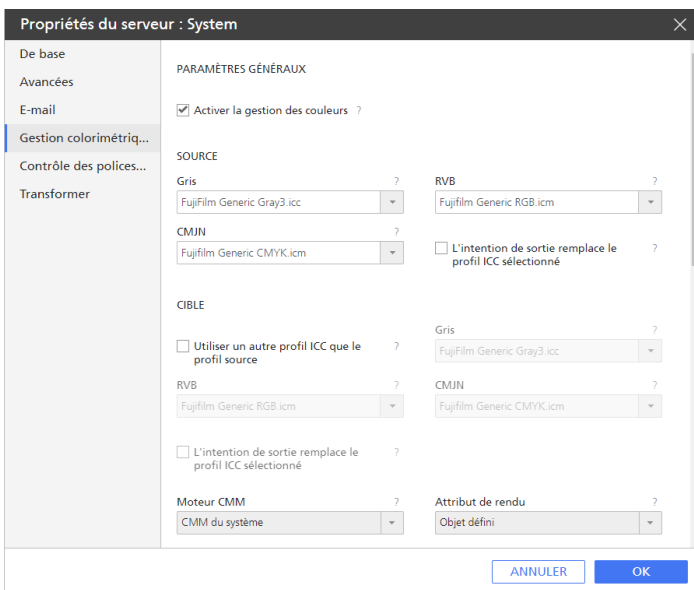 Propriétés du serveur : System
De base
Avancées
E-mail
Gestion colorimétriq...
Contrôle des polices...
Transformer
PARAMÈTRES GÉNÉRAUX
Activer la gestion des couleurs ?
SOURCE
Gris ?
FujiFilm Generic Gray3.icc
RVB ?
Fujifilm Generic RGB.icm
CMJN ?
Fujifilm Generic CMYK.icm
L'intention de sortie remplace le ?
profil ICC sélectionné
CIBLE
Utiliser un autre profil ICC que le ?
profil source
Gris ?
FujiFilm Generic Gray3.icc
RVB ?
Fujifilm Generic RGB.icm
CMJN ?
Fujifilm Generic CMYK.icm
L'intention de sortie remplace le ?
profil ICC sélectionné
Moteur CMM ?
CMM du système
Attribut de rendu ?
Objet défini
ANNULER
OK